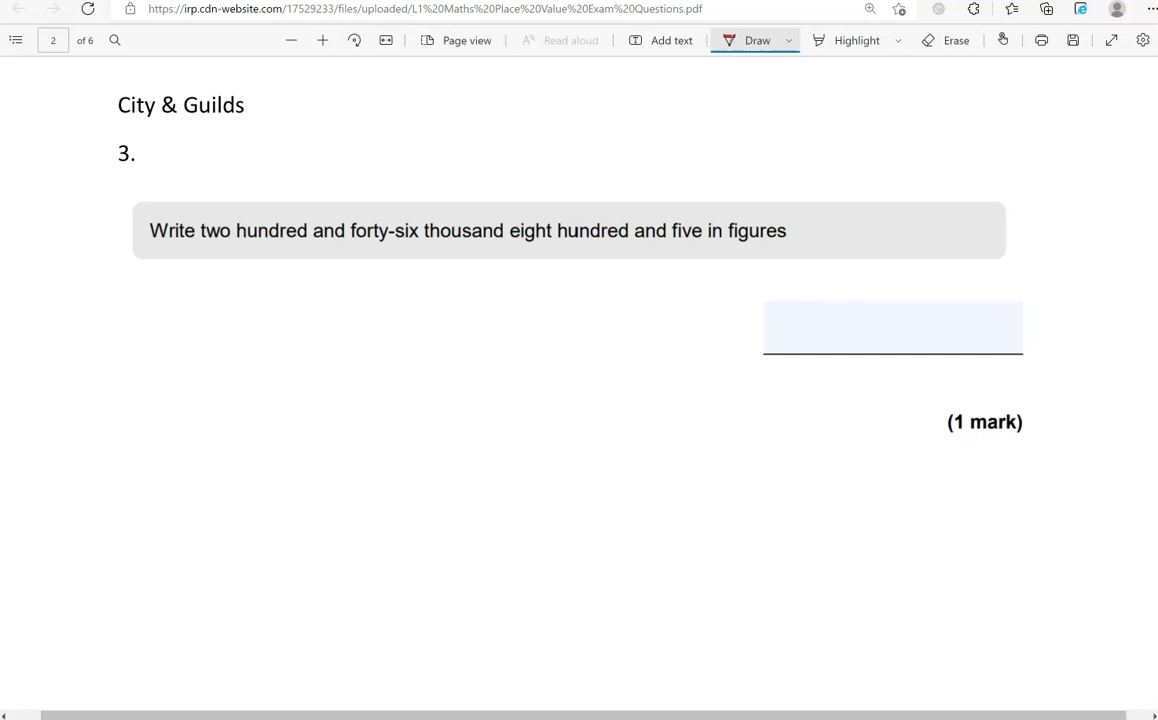 https://irp.cdn-website.com/17529233/files/uploaded/L1%20Maths%20Place%20Value%20Exam%20Questions.pdf
2 of 6 Page view Read aloud Add text Draw Highlight Erase
City & Guilds
3.
Write two hundred and forty-six thousand eight hundred and five in figures
(1 mark)